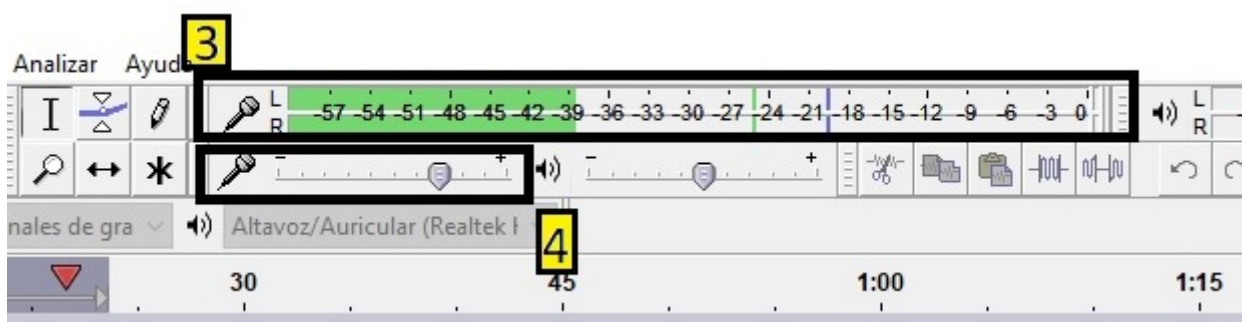 3
Analizar Ayud
L -57 -54 -51 -48 -45 -42 -39 -36 -33 -30 -27 -24 -21 -18 -15 -12 -9 -6 -3 0 L
R R
- + - +
nales de gra Altavoz/Auricular (Realtek
4
30 45 1:00 1:15